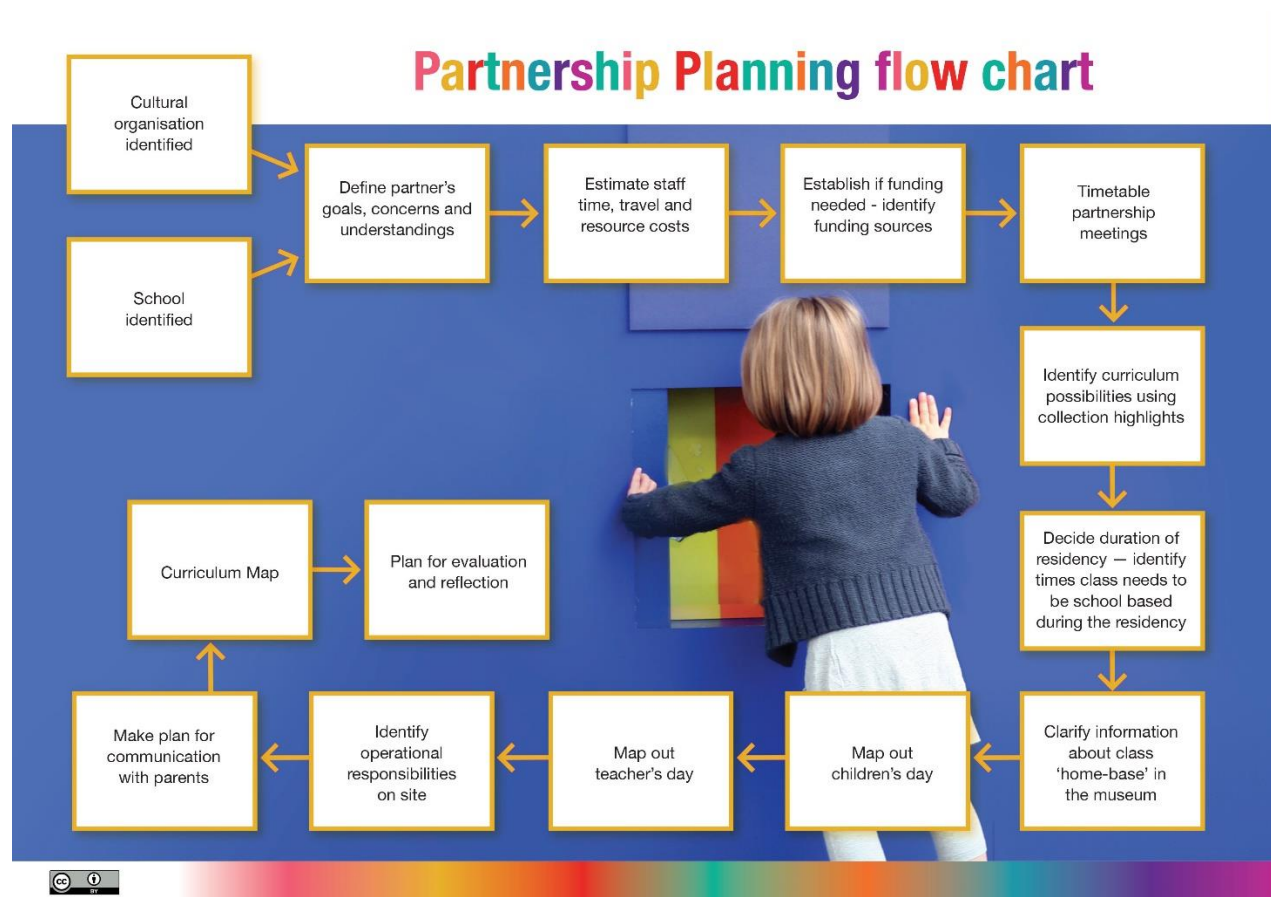 Partnership Planning flow chart
Cultural
organisation
identified
School
identified
Define partner's
goals, concerns and
understandings
Estimate staff
time, travel and
resource costs
Establish if funding
needed - identify
funding sources
Timetable
partnership
meetings
Identify curriculum
possibilities using
collection highlights
Decide duration of
residency — identify
times class needs to
be school based
during the residency
Clarify information
about class
‘home-base’ in
the museum
Map out
children’s day
Map out
teacher’s day
Identify
operational
responsibilities
on site
Make plan for
communication
with parents
Curriculum Map
Plan for evaluation
and reflection
cc
BY